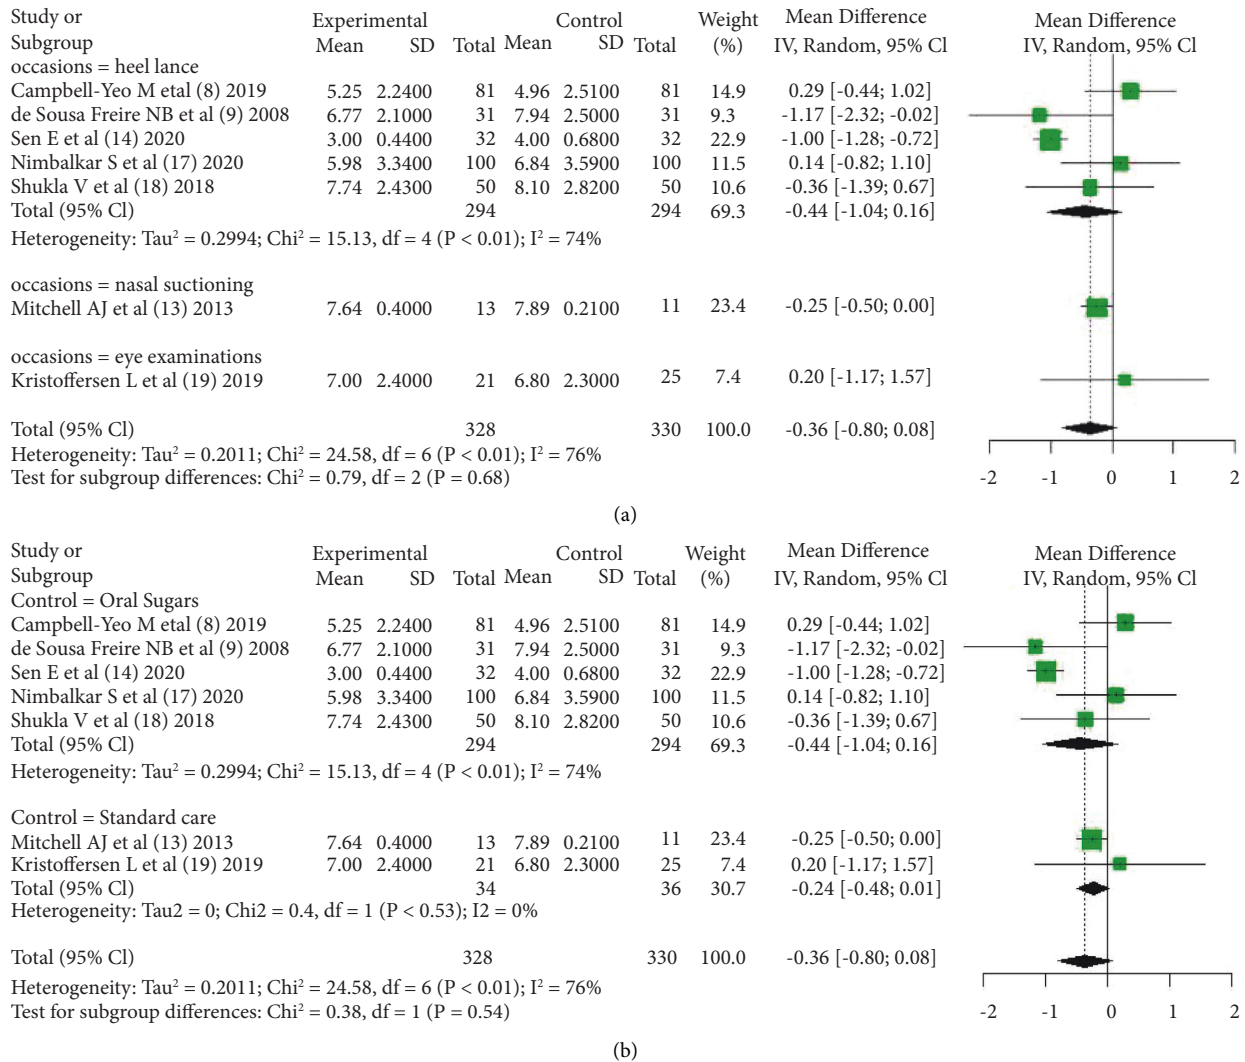 Study or Experimental Control Weight Mean Difference Mean Difference
Subgroup Mean SD Total Mean SD Total (%) IV, Random, 95% Cl IV, Random, 95% Cl
occasions = heel lance
Campbell-Yeo M etal (8) 2019 5.25 2.2400 81 4.96 2.5100 81 14.9 0.29 [-0.44; 1.02]
de Sousa Freire NB et al (9) 2008 6.77 2.1000 31 7.94 2.5000 31 9.3 -1.17 [-2.32; -0.02]
Sen E et al (14) 2020 3.00 0.4400 32 4.00 0.6800 32 22.9 -1.00 [-1.28; -0.72]
Nimbalkar S et al (17) 2020 5.98 3.3400 100 6.84 3.5900 100 11.5 0.14 [-0.82; 1.10]
Shukla V et al (18) 2018 7.74 2.4300 50 8.10 2.8200 50 10.6 -0.36 [-1.39; 0.67]
Total (95% Cl) 294 294 69.3 -0.44 [-1.04; 0.16]
Heterogeneity: Tau² = 0.2994; Chi² = 15.13, df = 4 (P < 0.01); I² = 74%
occasions = nasal suctioning
Mitchell AJ et al (13) 2013 7.64 0.4000 13 7.89 0.2100 11 23.4 -0.25 [-0.50; 0.00]
occasions = eye examinations
Kristoffersen L et al (19) 2019 7.00 2.4000 21 6.80 2.3000 25 7.4 0.20 [-1.17; 1.57]
Total (95% Cl) 328 330 100.0 -0.36 [-0.80; 0.08]
Heterogeneity: Tau² = 0.2011; Chi² = 24.58, df = 6 (P < 0.01); I² = 76%
Test for subgroup differences: Chi² = 0.79, df = 2 (P = 0.68)
-2 -1 0 1 2
(a)
Study or Experimental Control Weight Mean Difference Mean Difference
Subgroup Mean SD Total Mean SD Total (%) IV, Random, 95% Cl IV, Random, 95% Cl
Control = Oral Sugars
Campbell-Yeo M etal (8) 2019 5.25 2.2400 81 4.96 2.5100 81 14.9 0.29 [-0.44; 1.02]
de Sousa Freire NB et al (9) 2008 6.77 2.1000 31 7.94 2.5000 31 9.3 -1.17 [-2.32; -0.02]
Sen E et al (14) 2020 3.00 0.4400 32 4.00 0.6800 32 22.9 -1.00 [-1.28; -0.72]
Nimbalkar S et al (17) 2020 5.98 3.3400 100 6.84 3.5900 100 11.5 0.14 [-0.82; 1.10]
Shukla V et al (18) 2018 7.74 2.4300 50 8.10 2.8200 50 10.6 -0.36 [-1.39; 0.67]
Total (95% Cl) 294 294 69.3 -0.44 [-1.04; 0.16]
Heterogeneity: Tau² = 0.2994; Chi² = 15.13, df = 4 (P < 0.01); I² = 74%
Control = Standard care
Mitchell AJ et al (13) 2013 7.64 0.4000 13 7.89 0.2100 11 23.4 -0.25 [-0.50; 0.00]
Kristoffersen L et al (19) 2019 7.00 2.4000 21 6.80 2.3000 25 7.4 0.20 [-1.17; 1.57]
Total (95% Cl) 34 36 30.7 -0.24 [-0.48; 0.01]
Heterogeneity: Tau2 = 0; Chi2 = 0.4, df = 1 (P < 0.53); I2 = 0%
Total (95% Cl) 328 330 100.0 -0.36 [-0.80; 0.08]
Heterogeneity: Tau² = 0.2011; Chi² = 24.58, df = 6 (P < 0.01); I² = 76%
Test for subgroup differences: Chi² = 0.38, df = 1 (P = 0.54)
-2 -1 0 1 2
(b)